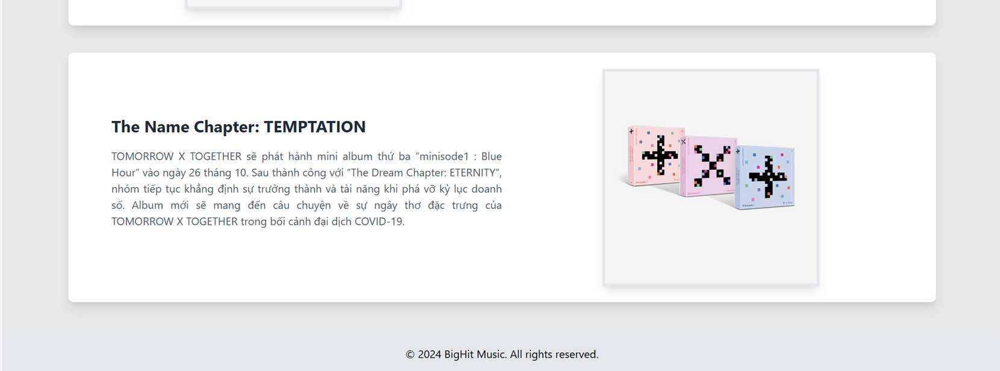 The Name Chapter: TEMPTATION
TOMORROW X TOGETHER sẽ phát hành mini album thứ ba “minisode1 : Blue
Hour” vào ngày 26 tháng 10. Sau thành công với “The Dream Chapter: ETERNITY”,
nhóm tiếp tục khẳng định sự trưởng thành và tài năng khi phá vỡ kỷ lục doanh
số. Album mới sẽ mang đến câu chuyện về sự ngây thơ đặc trưng của
TOMORROW X TOGETHER trong bối cảnh đại dịch COVID-19.
© 2024 BigHit Music. All rights reserved.